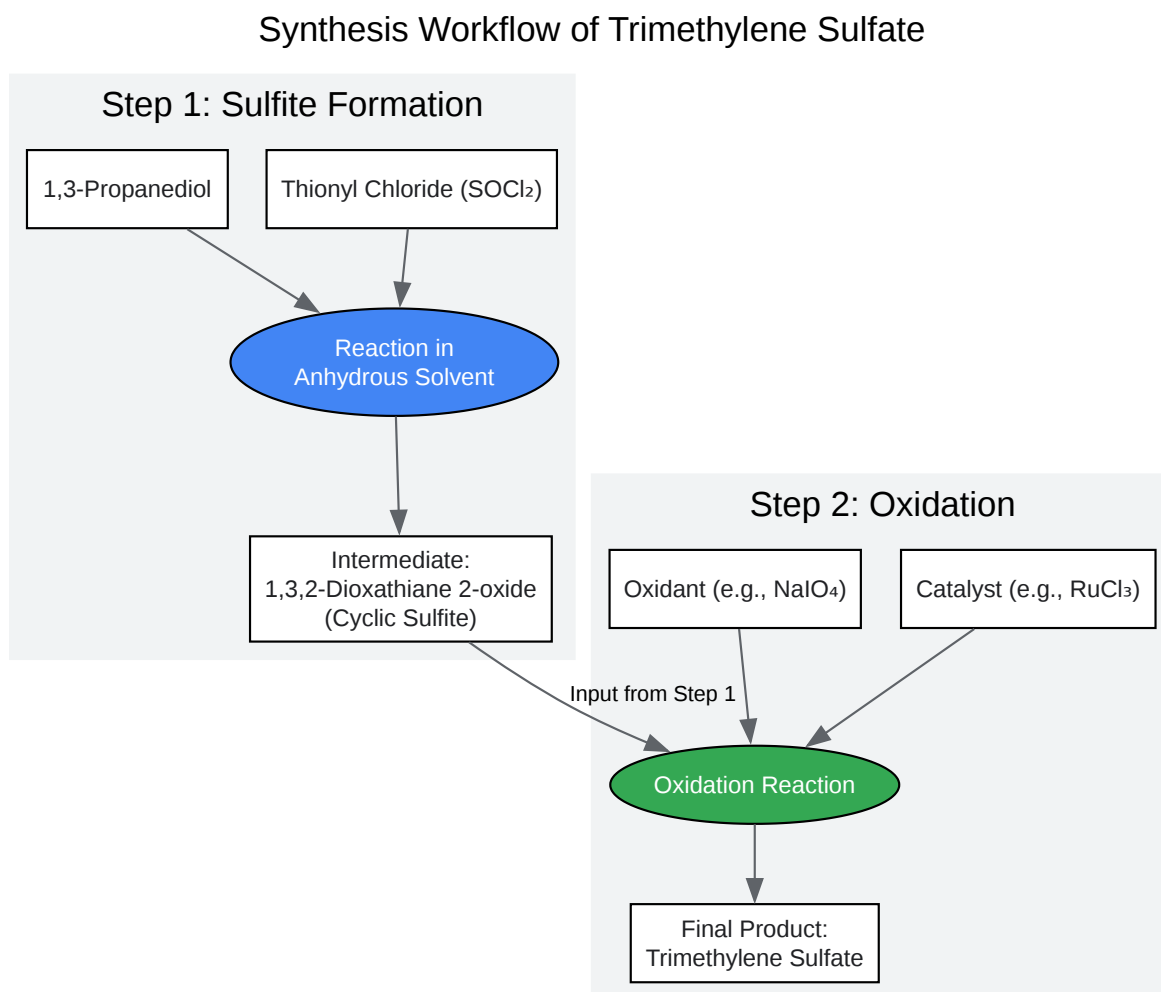 Synthesis Workflow of Trimethylene Sulfate
Step 1: Sulfite Formation
1,3-Propanediol
Thionyl Chloride (SOCl₂)
Reaction in
Anhydrous Solvent
Intermediate:
1,3,2-Dioxathiane 2-oxide
(Cyclic Sulfite)
Step 2: Oxidation
Oxidant (e.g., NaIO₄)
Catalyst (e.g., RuCl₃)
Input from Step 1
Oxidation Reaction
Final Product:
Trimethylene Sulfate